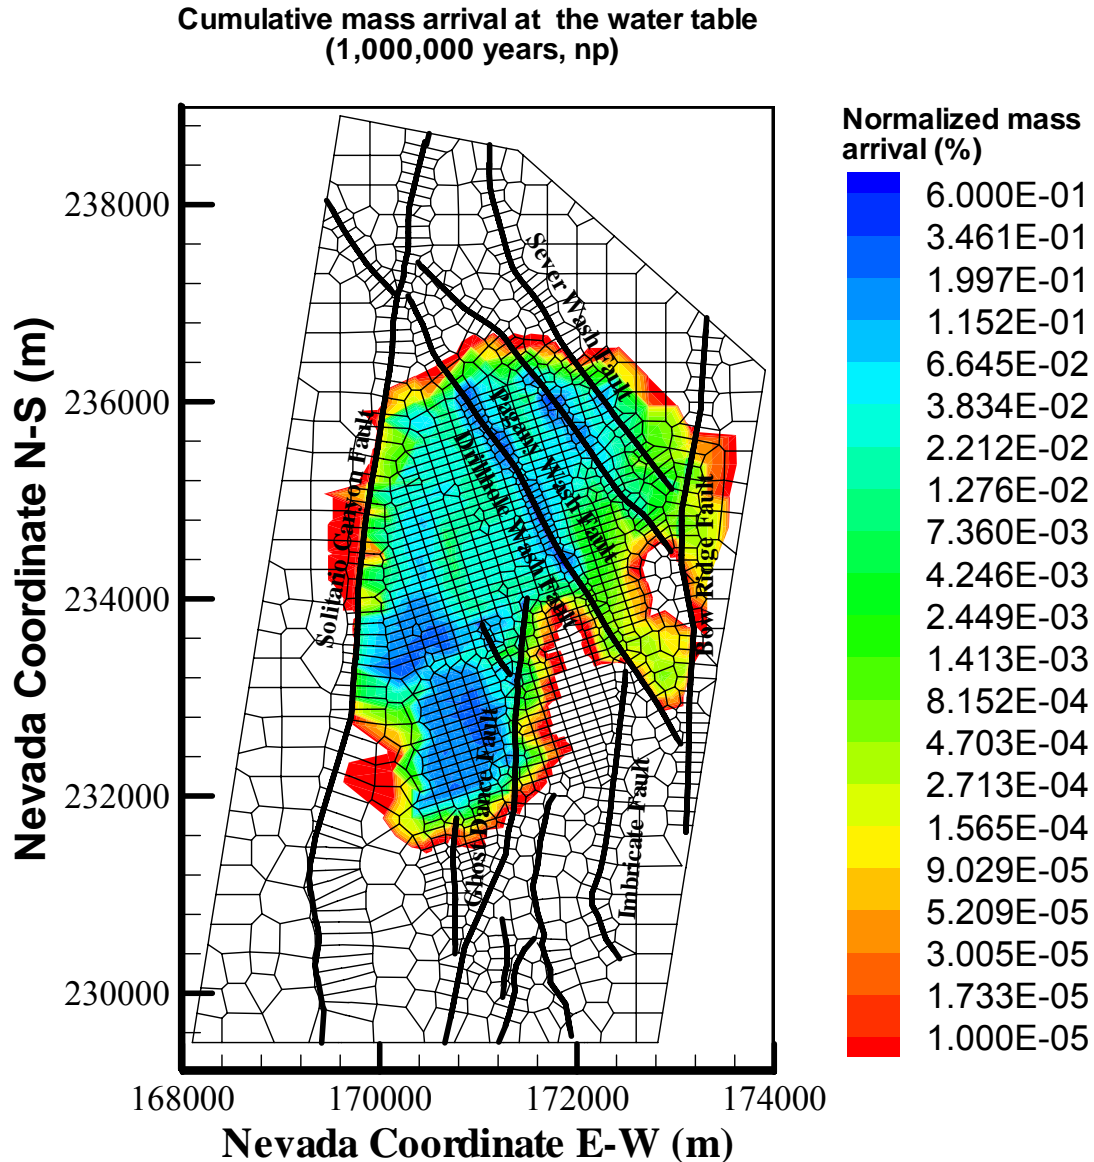 Cumulative mass arrival at the water table
(1,000,000 years, np)
Normalized mass
arrival (%)
6.000E-01
3.461E-01
1.997E-01
1.152E-01
6.645E-02
3.834E-02
2.212E-02
1.276E-02
7.360E-03
4.246E-03
2.449E-03
1.413E-03
8.152E-04
4.703E-04
2.713E-04
1.565E-04
9.029E-05
5.209E-05
3.005E-05
1.733E-05
1.000E-05
Nevada Coordinate N-S (m)
238000
236000
234000
232000
230000
Sever Wash Fault
Pagany Wash Fault
Drillhole Wash Fault
Solitario Canyon Fault
Bow Ridge Fault
Ghost Dance Fault
Imbricate Fault
168000
170000
172000
174000
Nevada Coordinate E-W (m)